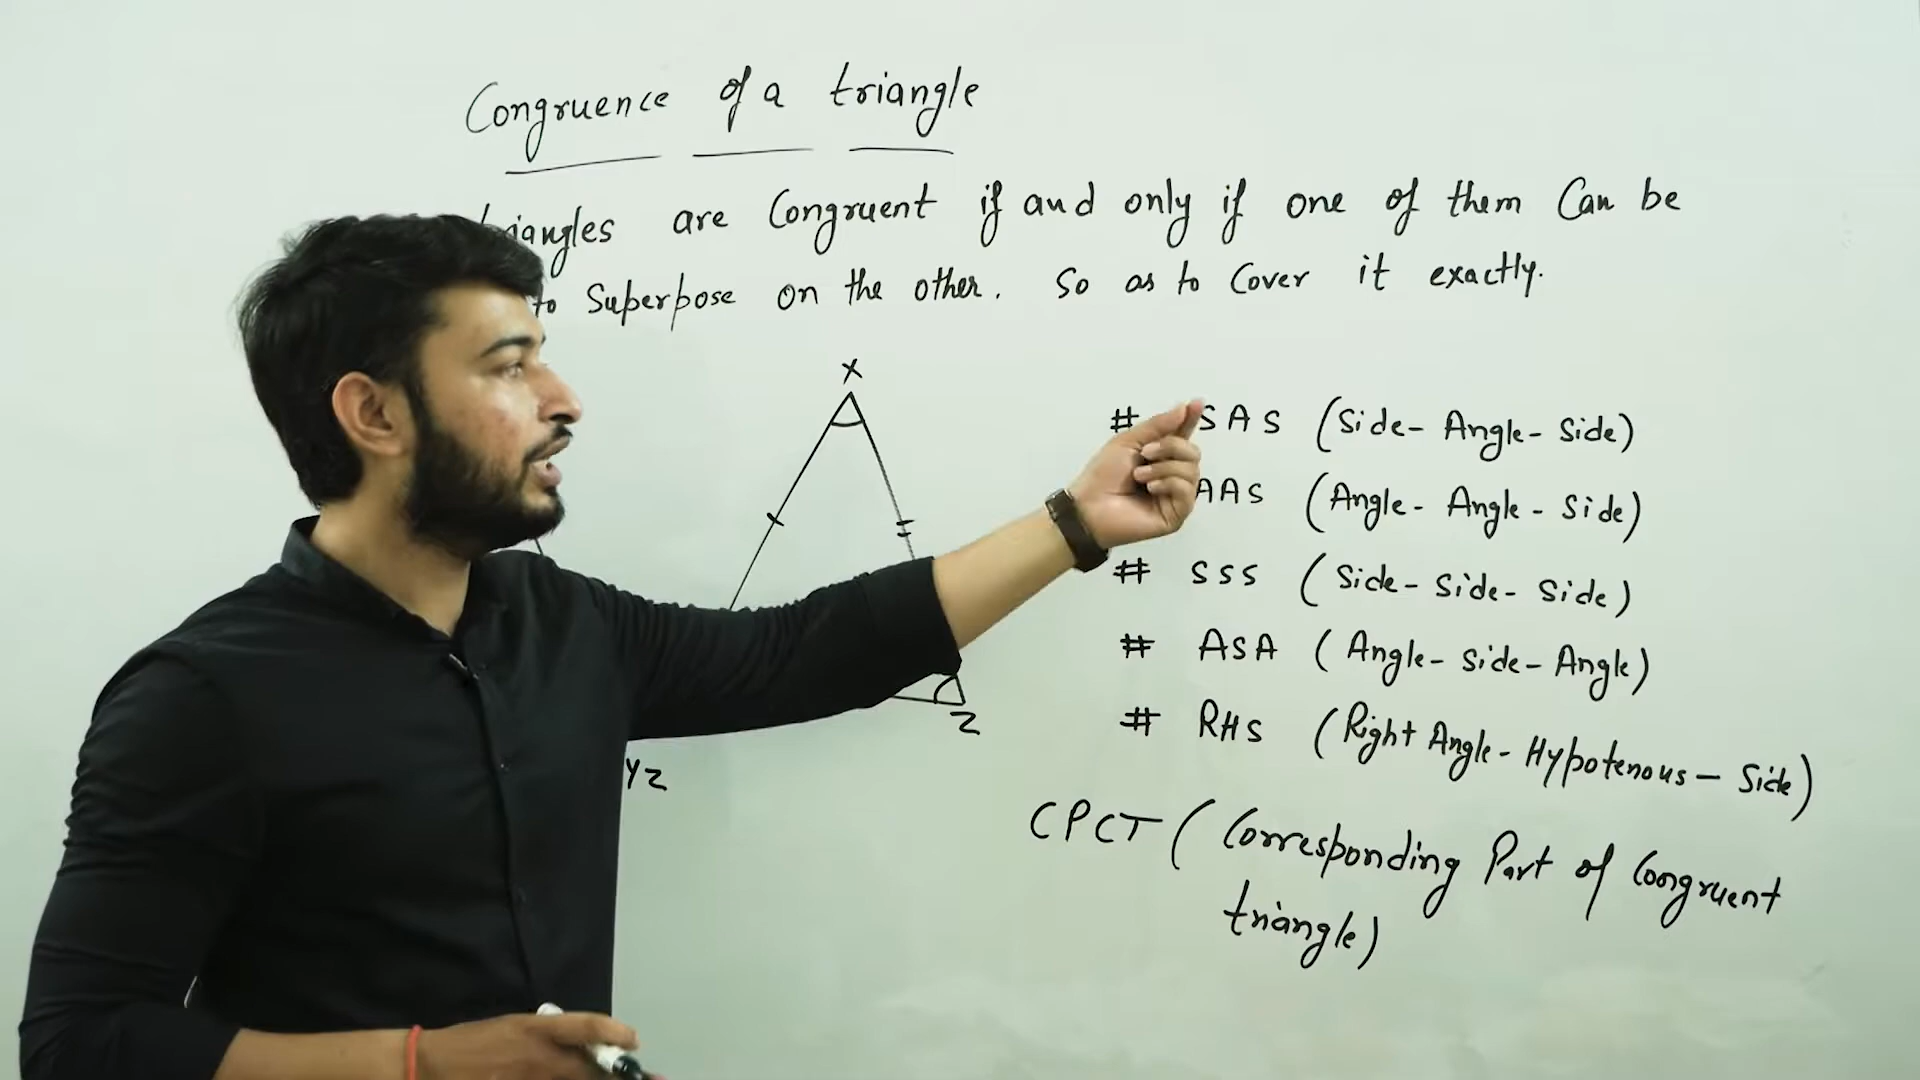 Congruence of a triangle
are Congruent if and only if one of them Can be
to Superpose on the other. So as to Cover it exactly.
X
# SAS (Side-Angle-Side)
AAS (Angle-Angle-Side)
# SSS (Side-Side-Side)
# ASA (Angle-Side-Angle)
Z
# RHS (Right Angle-Hypotenous-Side)
YZ
CPCT (Corresponding Part of Congruent
triangle)